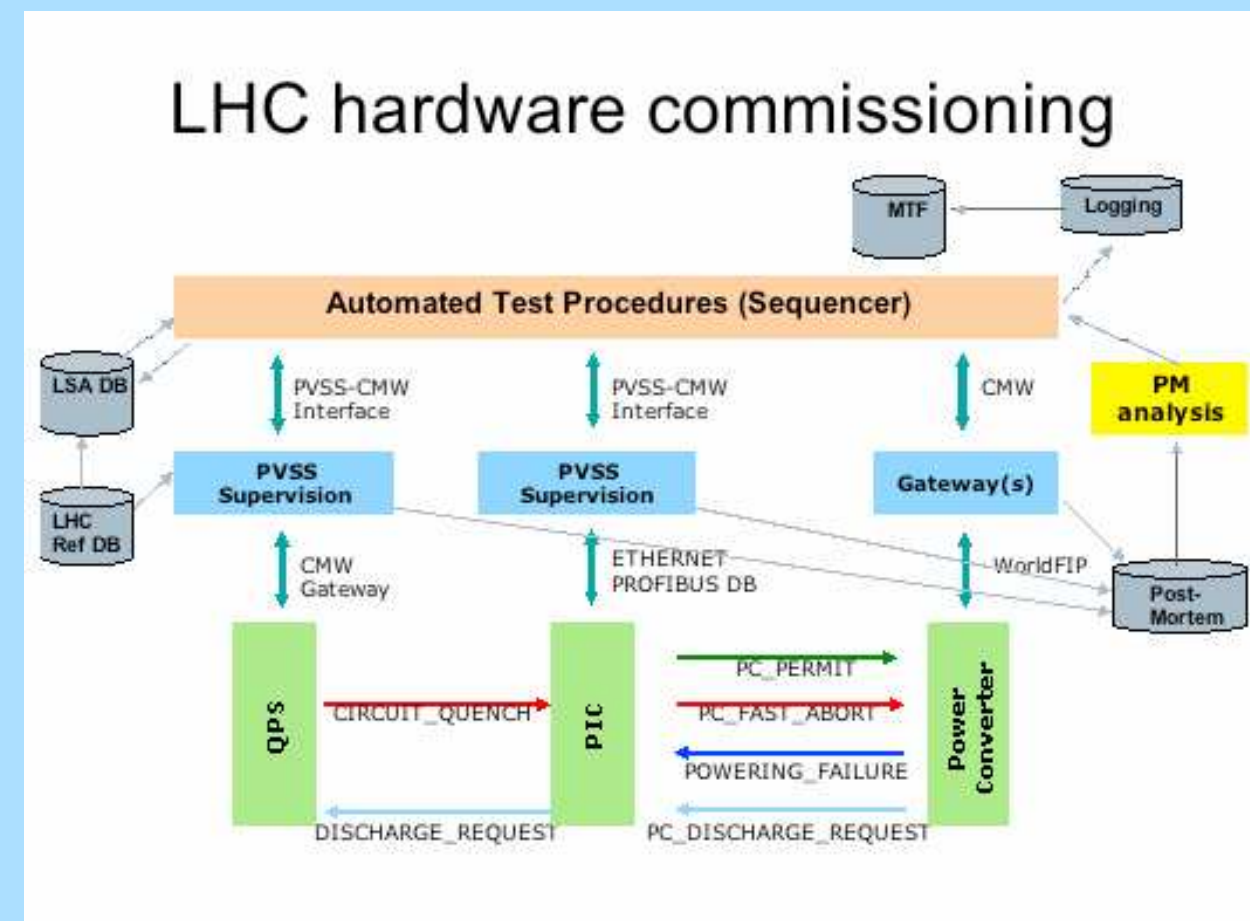 LHC hardware commissioning
MTF
Logging
Automated Test Procedures (Sequencer)
LSA DB
PVSS-CMW
Interface
PVSS-CMW
Interface
CMW
PM
analysis
PVSS
Supervision
PVSS
Supervision
Gateway(s)
LHC
Ref DB
CMW
Gateway
ETHERNET
PROFIBUS DB
WorldFIP
Post-
Mortem
QPS
CIRCUIT_QUENCH
PIC
PC_PERMIT
PC_FAST_ABORT
POWERING_FAILURE
Power
Converter
DISCHARGE_REQUEST
PC_DISCHARGE_REQUEST